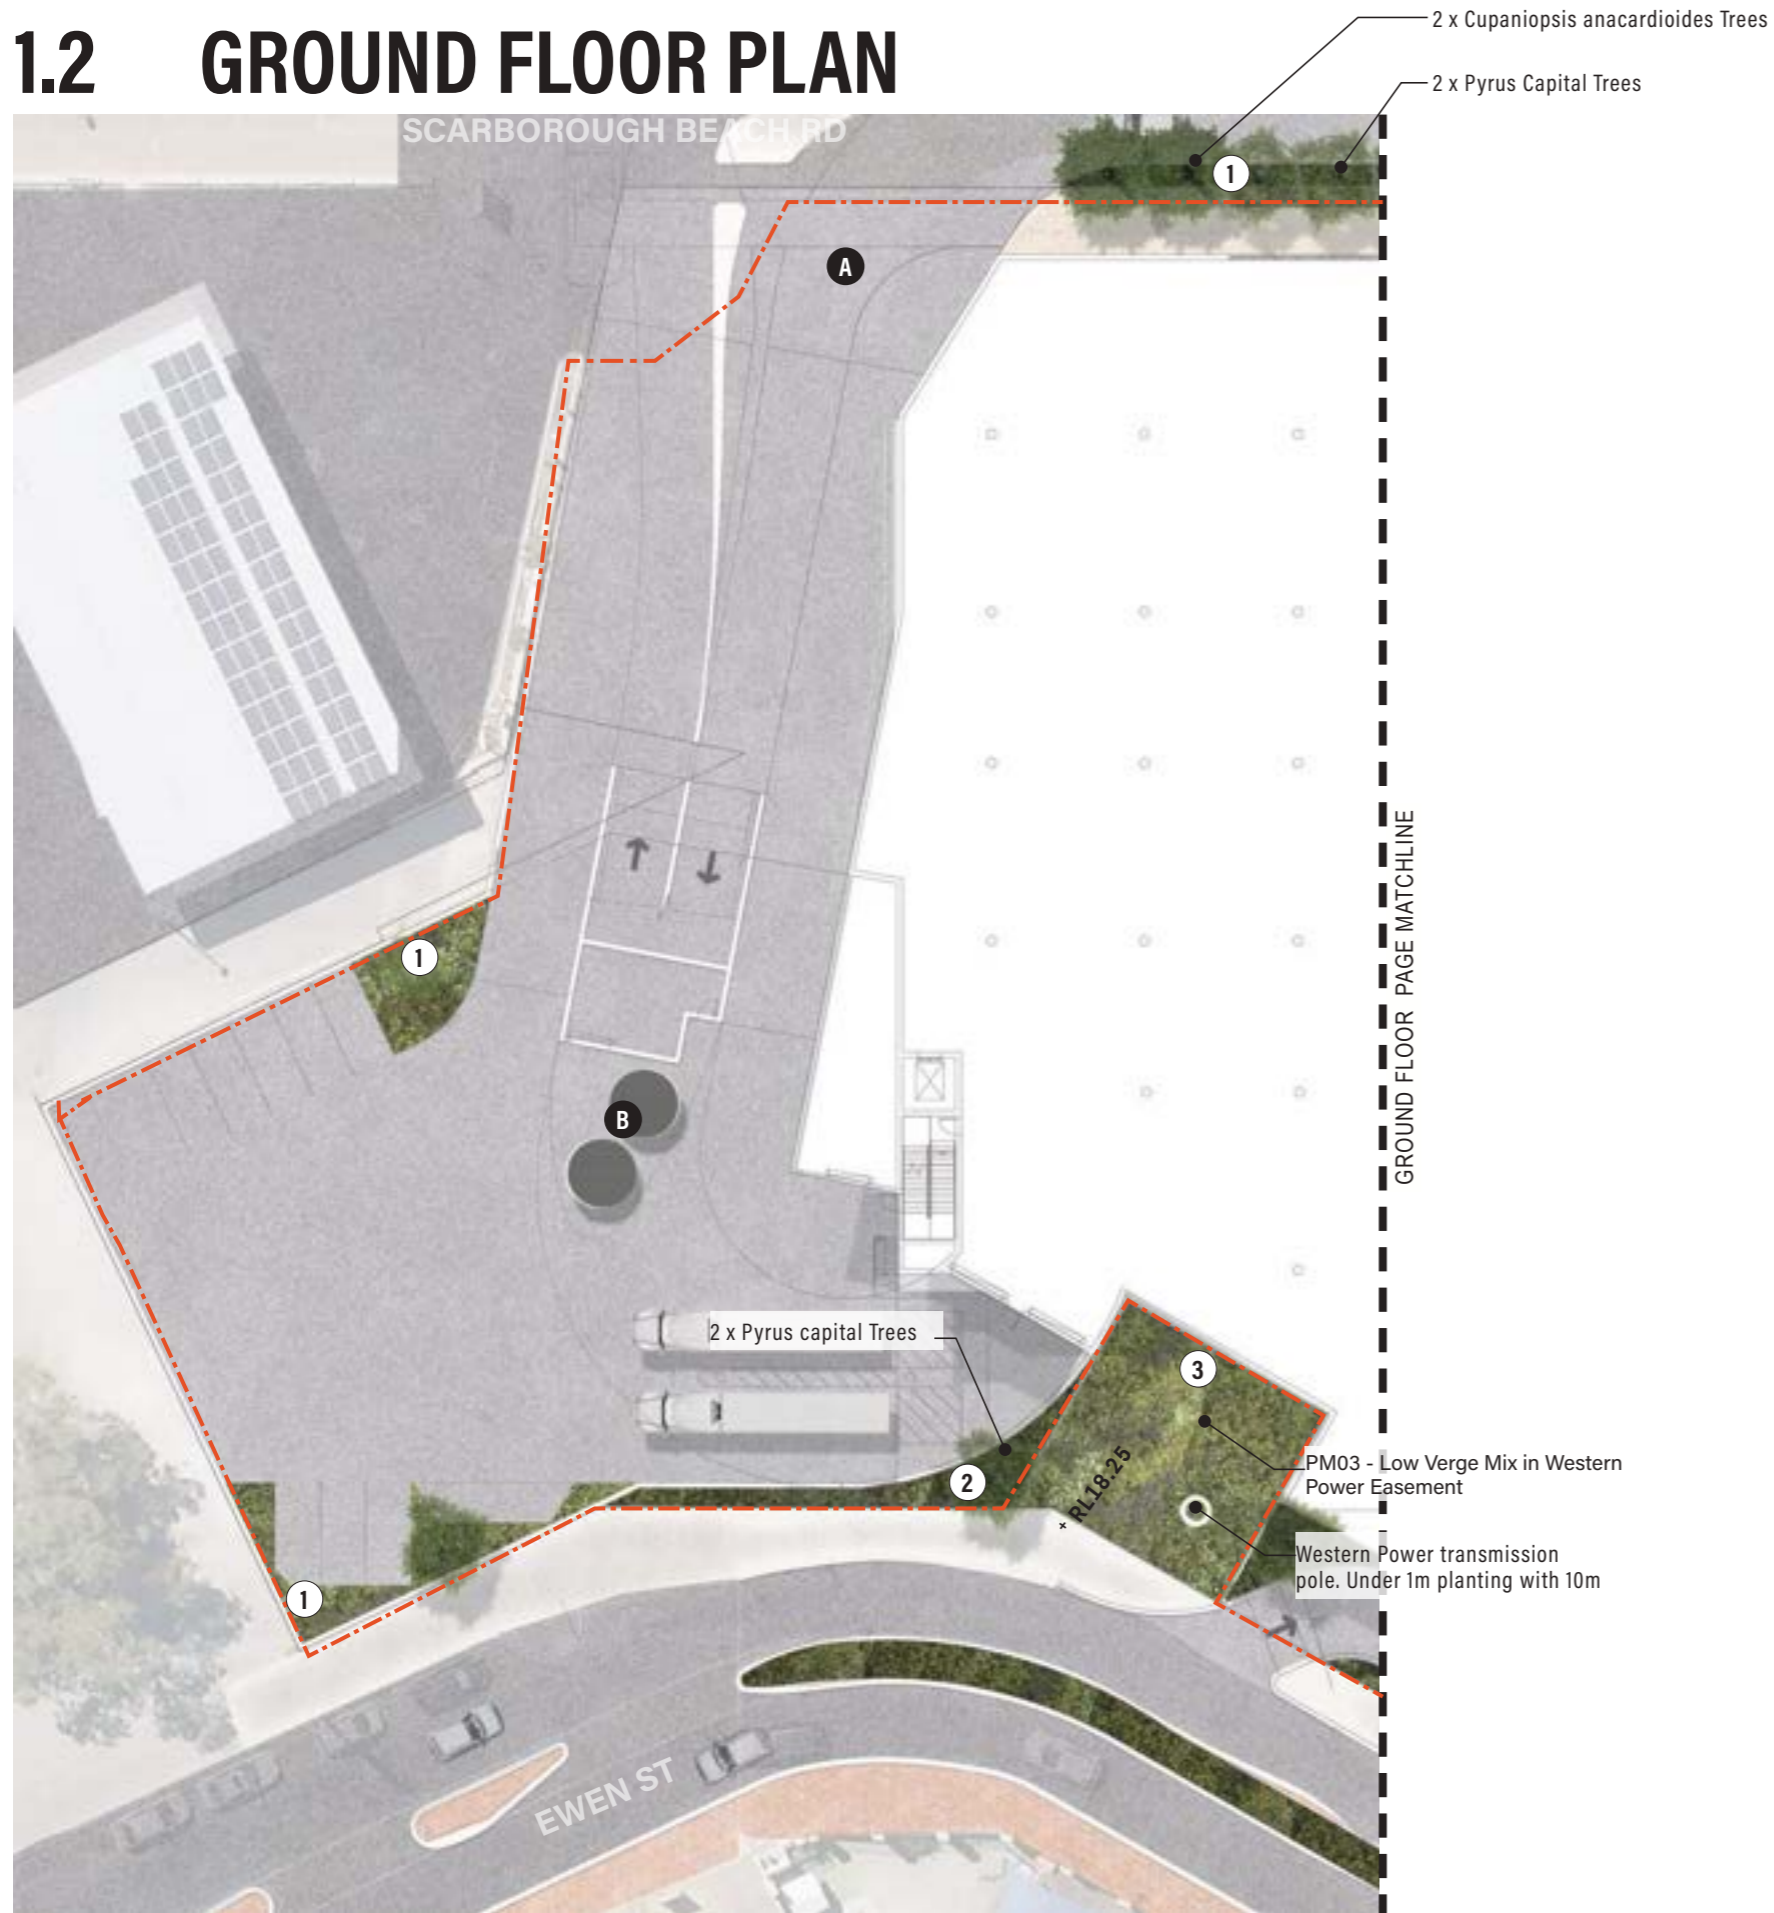 1.2 GROUND FLOOR PLAN
2 x Cupaniopsis anacardioides Trees
2 x Pyrus Capital Trees
SCARBOROUGH BEACH RD
1
A
GROUND FLOOR PAGE MATCHLINE
1
B
2 x Pyrus capital Trees
3
2
+ RL18.25
PM03 - Low Verge Mix in Western
Power Easement
Western Power transmission
pole. Under 1m planting with 10m
1
EWEN ST